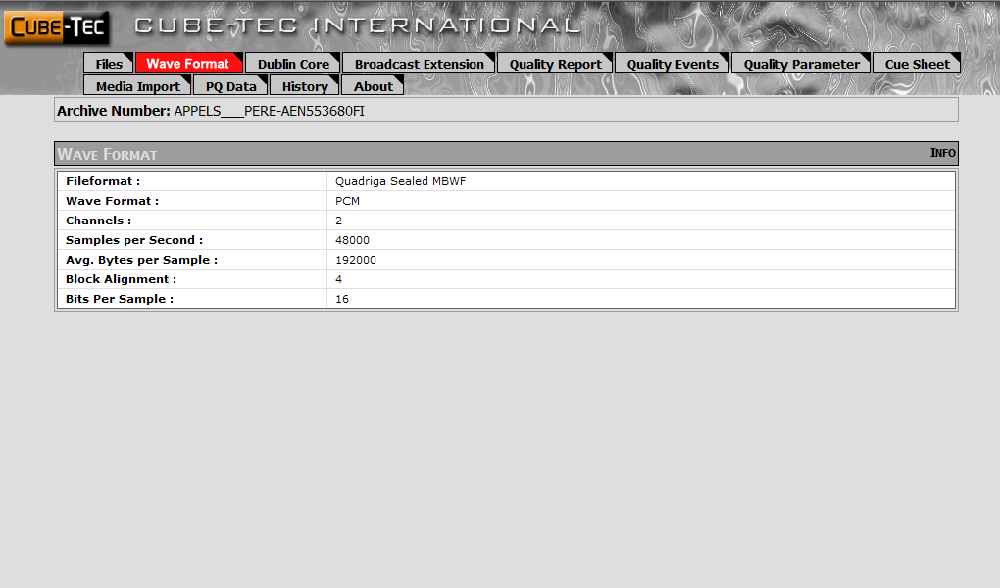 CUBE-TEC CUBE-TEC INTERNATIONAL
Files Wave Format Dublin Core Broadcast Extension Quality Report Quality Events Quality Parameter Cue Sheet
Media Import PQ Data History About
Archive Number: APPELS___PERE-AEN553680FI
WAVE FORMAT INFO
Fileformat : Quadriga Sealed MBWF
Wave Format : PCM
Channels : 2
Samples per Second : 48000
Avg. Bytes per Sample : 192000
Block Alignment : 4
Bits Per Sample : 16